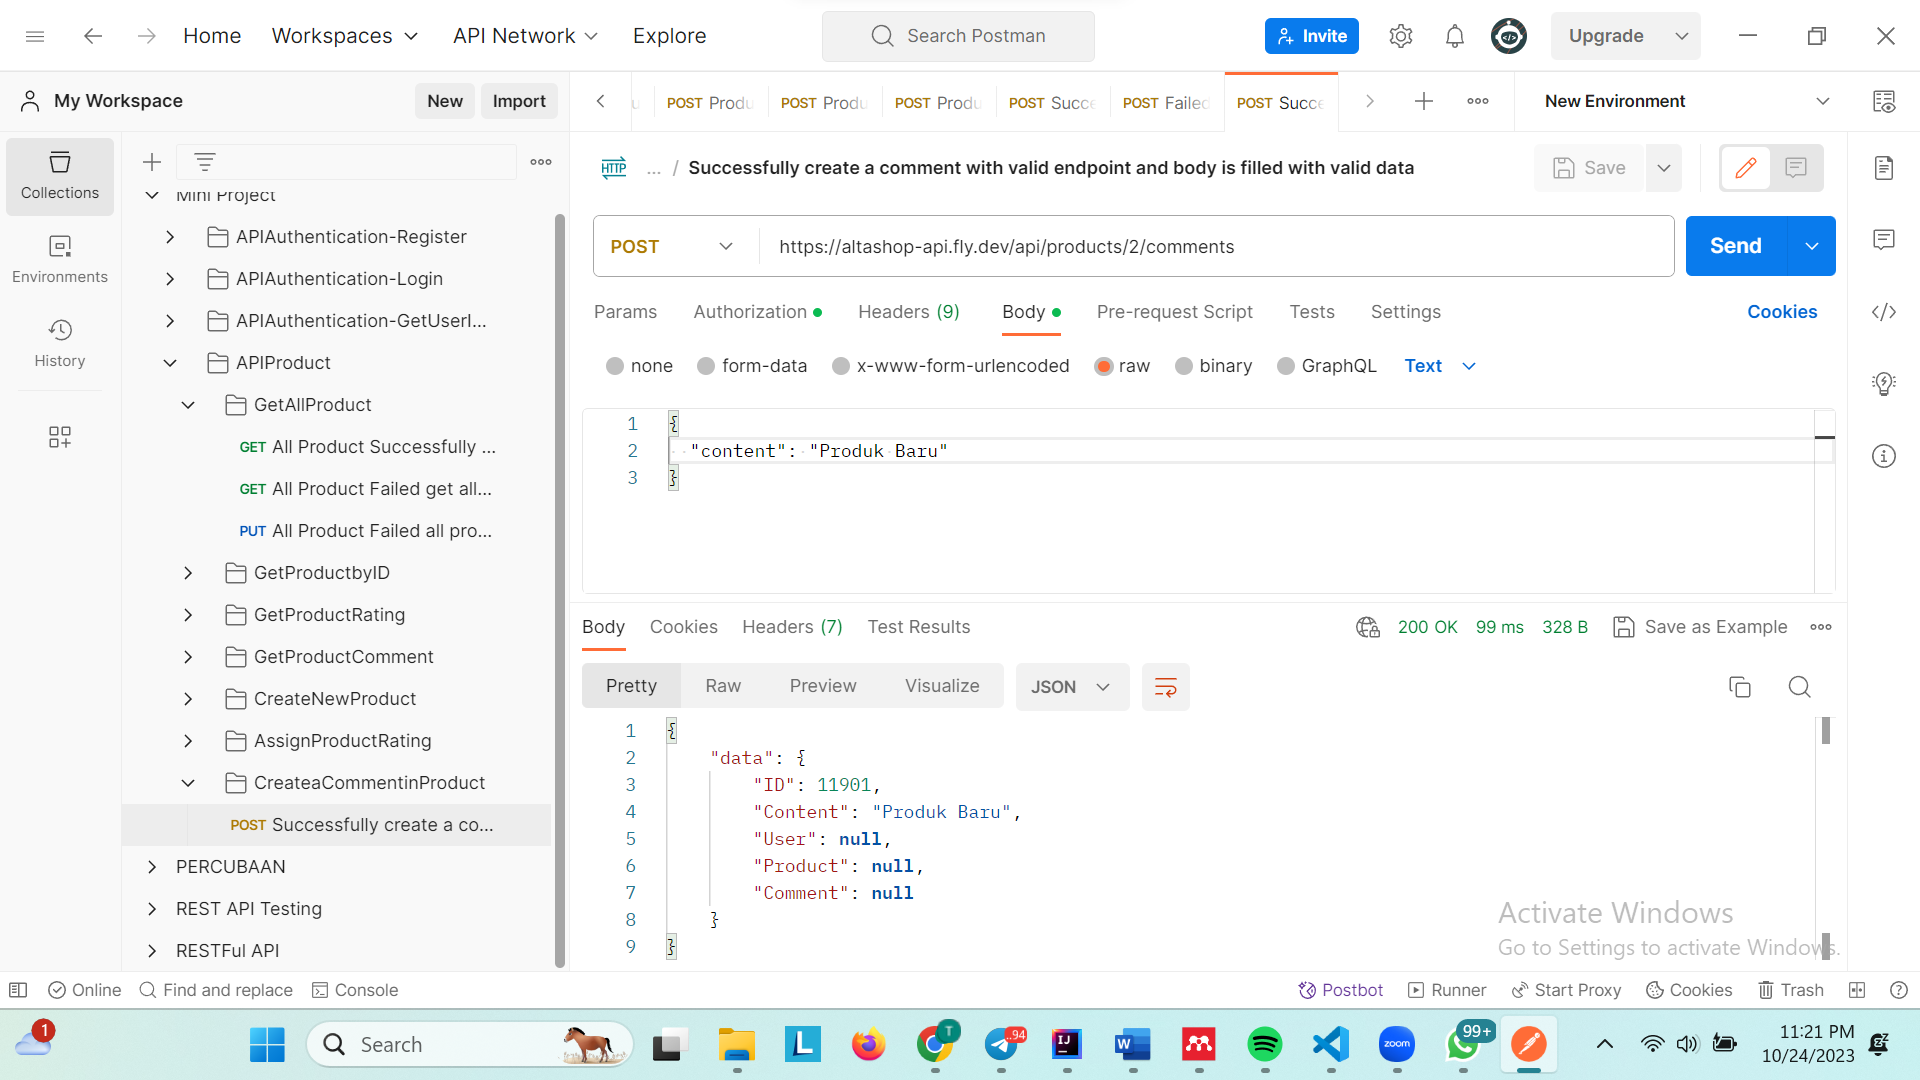 Home
Workspaces
API Network
Explore
Search Postman
Invite
Upgrade
My Workspace
New
Import
POST Produ
POST Produ
POST Produ
POST Succe
POST Failed
POST Succe
New Environment
Collections
Environments
History
Mini Project
APIAuthentication-Register
APIAuthentication-Login
APIAuthentication-GetUserI...
APIProduct
GetAllProduct
GET All Product Successfully ...
GET All Product Failed get all...
PUT All Product Failed all pro...
GetProductbyID
GetProductRating
GetProductComment
CreateNewProduct
AssignProductRating
CreateaCommentinProduct
POST Successfully create a co...
PERCUBAAN
REST API Testing
RESTFul API
HTTP ... / Successfully create a comment with valid endpoint and body is filled with valid data
Save
POST
https://altashop-api.fly.dev/api/products/2/comments
Send
Params
Authorization
Headers (9)
Body
Pre-request Script
Tests
Settings
Cookies
none
form-data
x-www-form-urlencoded
raw
binary
GraphQL
Text
1 {
2 "content": "Produk Baru"
3 }
Body
Cookies
Headers (7)
Test Results
200 OK
99 ms
328 B
Save as Example
Pretty
Raw
Preview
Visualize
JSON
1 {
2 "data": {
3 "ID": 11901,
4 "Content": "Produk Baru",
5 "User": null,
6 "Product": null,
7 "Comment": null
8 }
9 }
Activate Windows
Go to Settings to activate Windows.
Online
Find and replace
Console
Postbot
Runner
Start Proxy
Cookies
Trash
1
Search
L
T
..94
IJ
W
zoom
99+
11:21 PM
10/24/2023